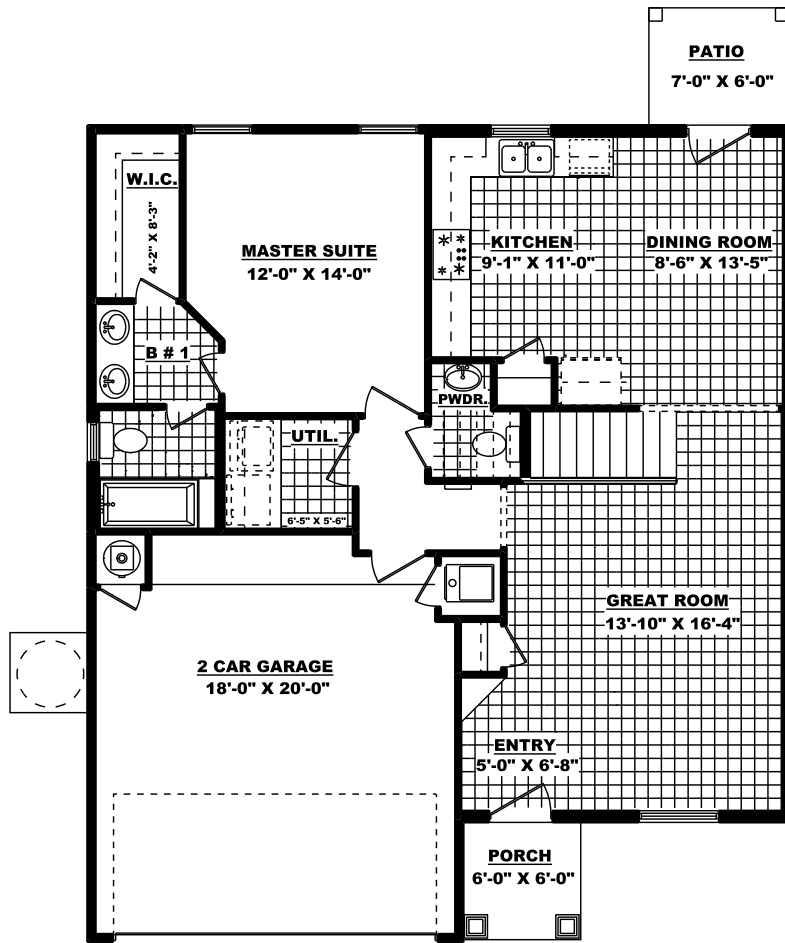 PATIO
7'-0" X 6'-0"
W.I.C.
4'-2" X 8'-3"
MASTER SUITE
12'-0" X 14'-0"
KITCHEN
9'-1" X 11'-0"
DINING ROOM
8'-6" X 13'-5"
B # 1
PWDR.
UTIL.
6'-5" X 5'-6"
GREAT ROOM
13'-10" X 16'-4"
2 CAR GARAGE
18'-0" X 20'-0"
ENTRY
5'-0" X 6'-8"
PORCH
6'-0" X 6'-0"